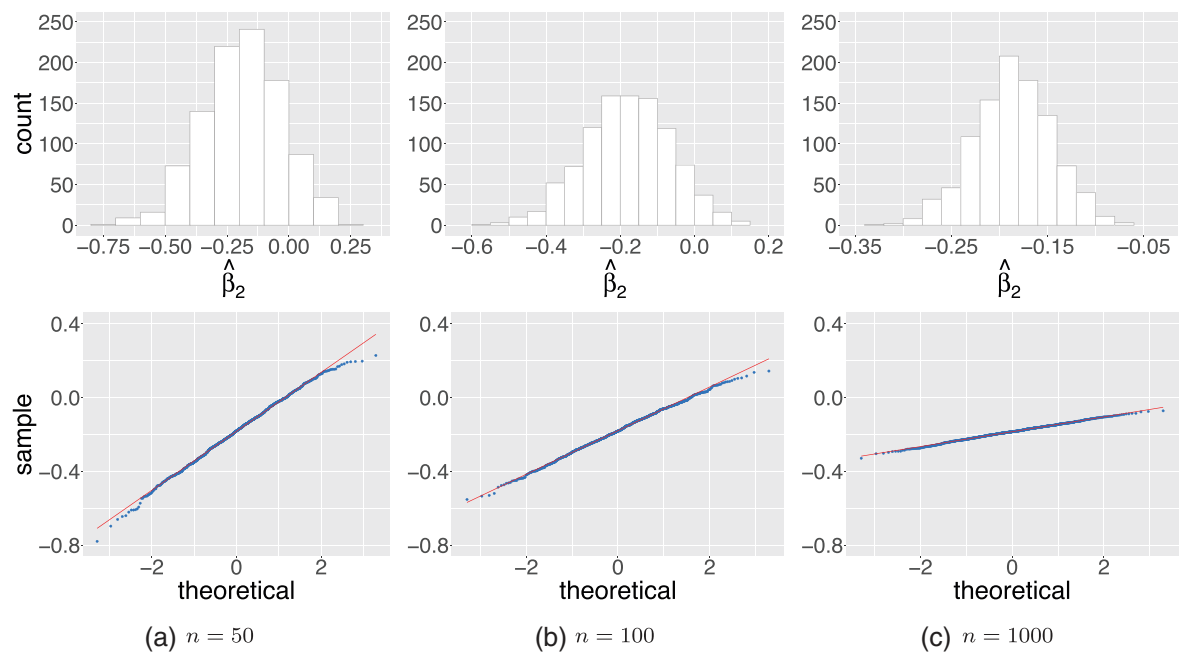 250
200
150
100
50
0
count
−0.75 −0.50 −0.25 0.00 0.25
β̂₂
250
200
150
100
50
0
−0.6 −0.4 −0.2 0.0 0.2
β̂₂
250
200
150
100
50
0
−0.35 −0.25 −0.15 −0.05
β̂₂
0.4
0.0
−0.4
−0.8
sample
−2 0 2
theoretical
0.4
0.0
−0.4
−0.8
−2 0 2
theoretical
0.4
0.0
−0.4
−0.8
−2 0 2
theoretical
(a) n = 50
(b) n = 100
(c) n = 1000